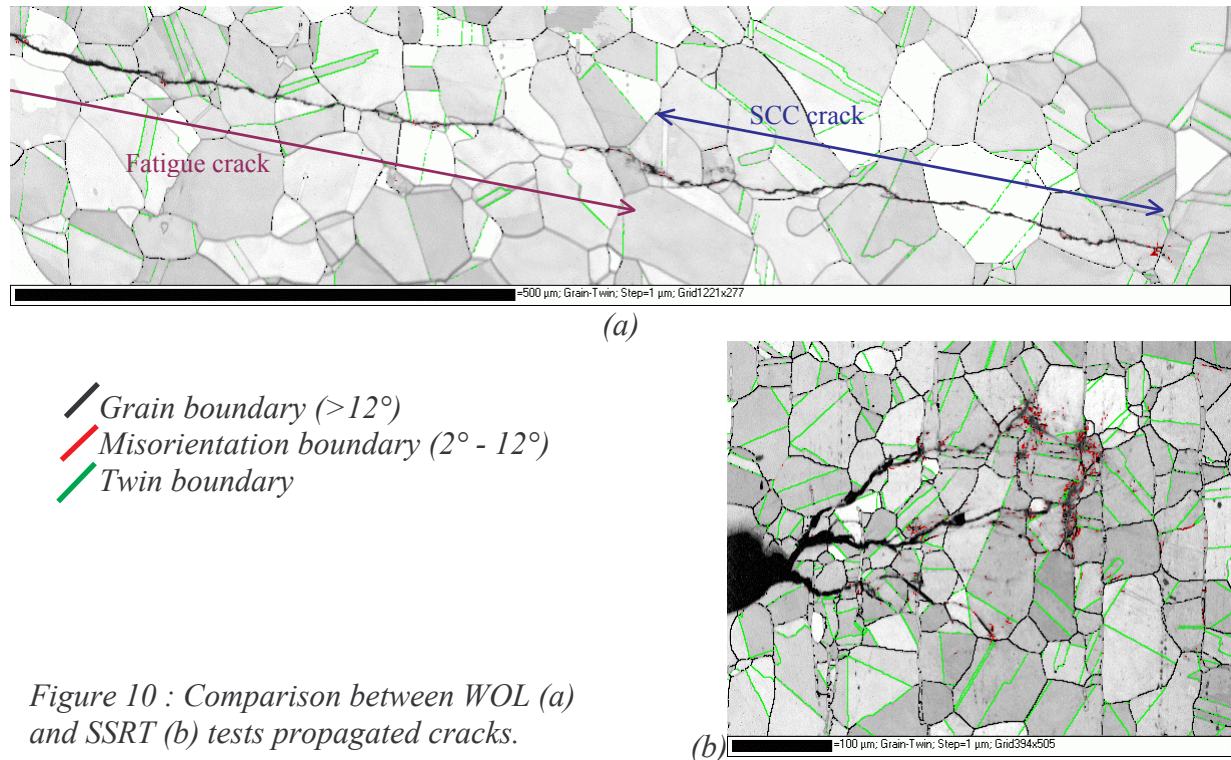 SCC crack
Fatigue crack
=500 µm; Grain-Twin; Step=1 µm; Grid1221x277
(a)
Grain boundary (>12°)
Misorientation boundary (2° - 12°)
Twin boundary
Figure 10 : Comparison between WOL (a)
and SSRT (b) tests propagated cracks.
(b)
=100 µm; Grain-Twin; Step=1 µm; Grid394x505